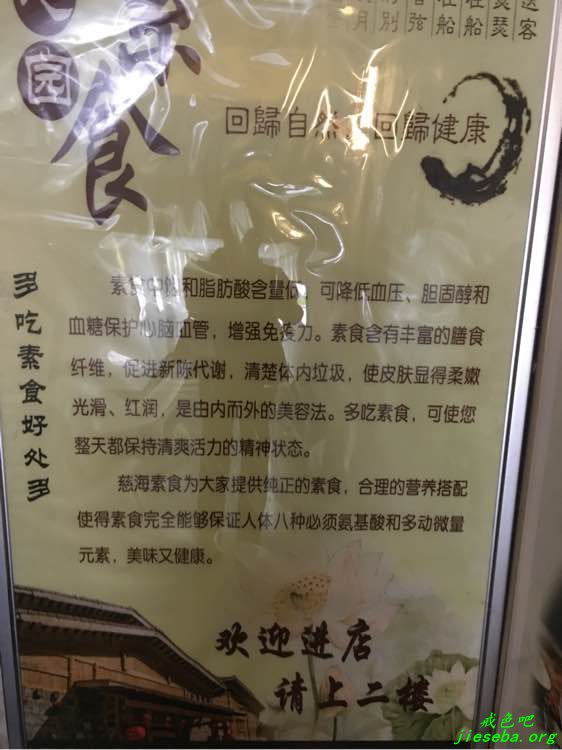 园
食
送客
瑟
船
船
弦
别
月
回歸自然 回歸健康
多吃素食好处多
素食中 和脂肪酸含量低，可降低血压、胆固醇和
血糖保护心脑血管，增强免疫力。素食含有丰富的膳食
纤维，促进新陈代谢，清楚体内垃圾，使皮肤显得柔嫩
光滑、红润，是由内而外的美容法。多吃素食，可使您
整天都保持清爽活力的精神状态。
慈海素食为大家提供纯正的素食，合理的营养搭配
使得素食完全能够保证人体八种必须氨基酸和多动微量
元素，美味又健康。
欢迎进店
请上二楼
戒色吧
jieseba.org